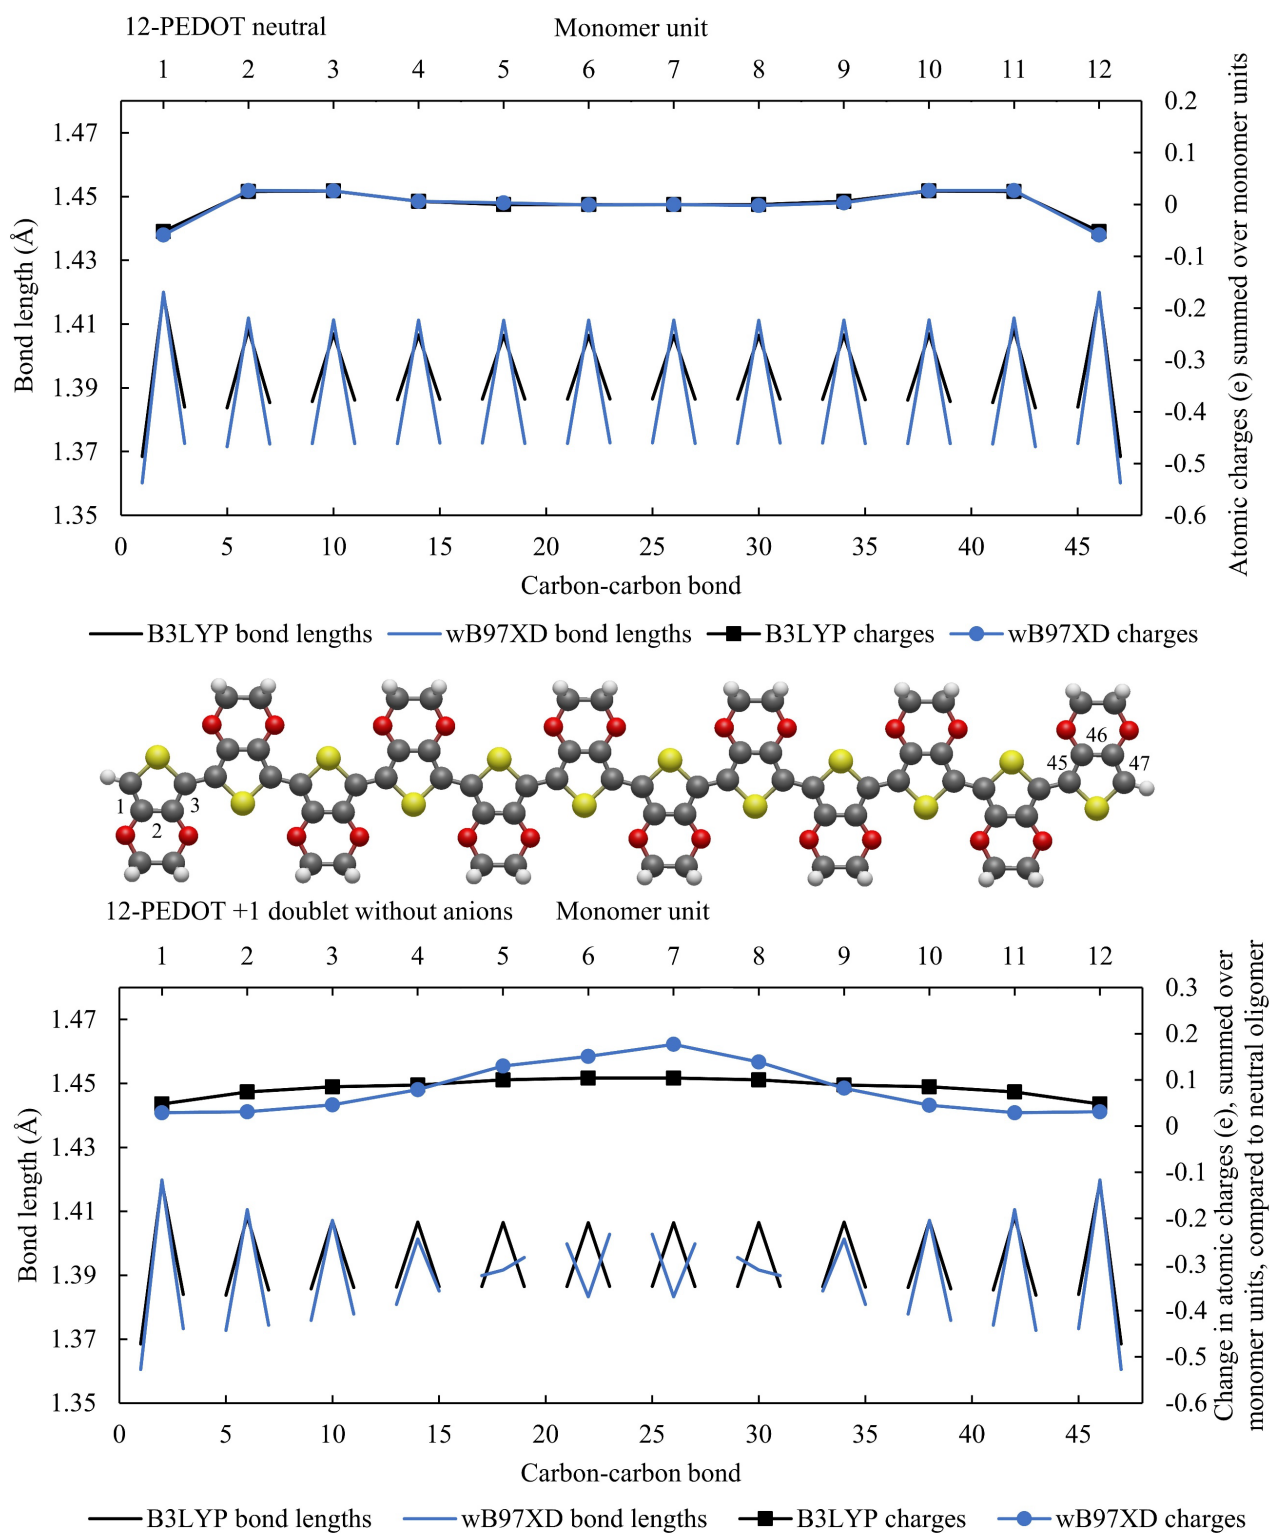 12-PEDOT neutral Monomer unit
1 2 3 4 5 6 7 8 9 10 11 12
1.47
1.45
1.43
1.41
1.39
1.37
1.35
Bond length (Å)
0.2
0.1
0
-0.1
-0.2
-0.3
-0.4
-0.5
-0.6
Atomic charges (e) summed over monomer units
0 5 10 15 20 25 30 35 40 45
Carbon-carbon bond
B3LYP bond lengths wB97XD bond lengths B3LYP charges wB97XD charges
1 2 3 45 46 47
12-PEDOT +1 doublet without anions Monomer unit
1 2 3 4 5 6 7 8 9 10 11 12
1.47
1.45
1.43
1.41
1.39
1.37
1.35
Bond length (Å)
0.3
0.2
0.1
0
-0.1
-0.2
-0.3
-0.4
-0.5
-0.6
Change in atomic charges (e), summed over
monomer units, compared to neutral oligomer
0 5 10 15 20 25 30 35 40 45
Carbon-carbon bond
B3LYP bond lengths wB97XD bond lengths B3LYP charges wB97XD charges